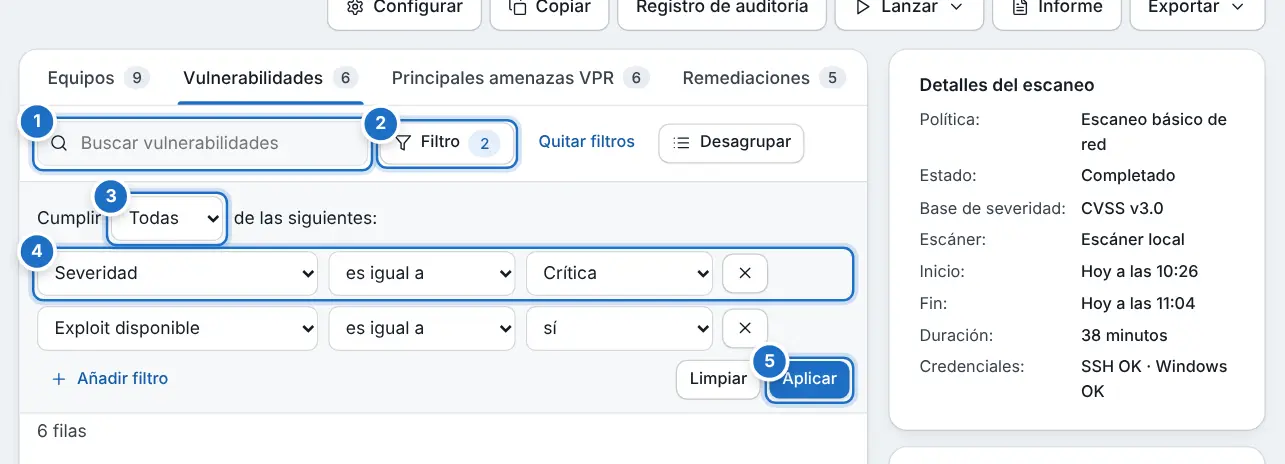 Configurar Copiar Registro de auditoría Lanzar Informe Exportar
Equipos 9 Vulnerabilidades 6 Principales amenazas VPR 6 Remediaciones 5
1 Buscar vulnerabilidades 2 Filtro 2 Quitar filtros Desagrupar
3 Cumplir Todas de las siguientes:
4 Severidad es igual a Crítica
Exploit disponible es igual a sí
+ Añadir filtro Limpiar 5 Aplicar
6 filas
Detalles del escaneo
Política: Escaneo básico de
red
Estado: Completado
Base de severidad: CVSS v3.0
Escáner: Escáner local
Inicio: Hoy a las 10:26
Fin: Hoy a las 11:04
Duración: 38 minutos
Credenciales: SSH OK · Windows
OK